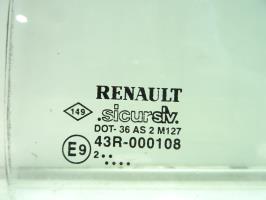 RENAULT
149 .sicursiv.
DOT- 36 AS 2 M127
E9 43R-000108
2